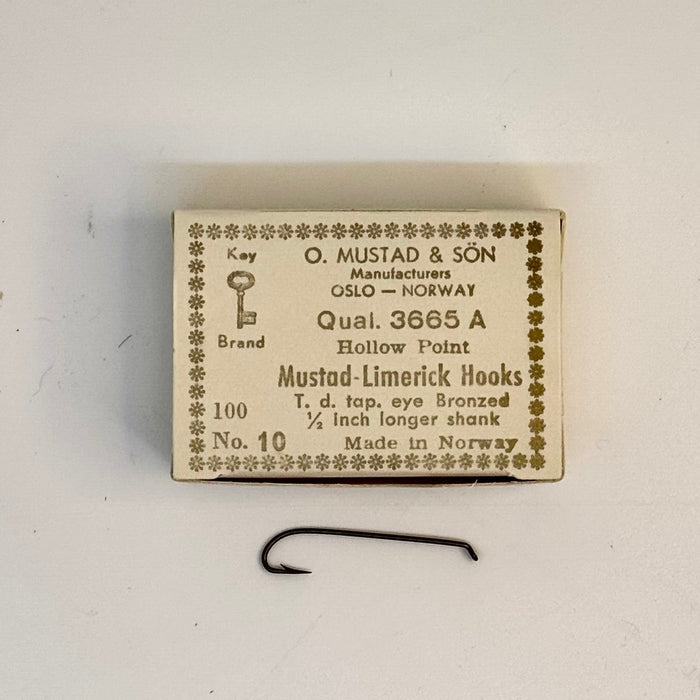 Key
Brand
O. MUSTAD & SÖN
Manufacturers
OSLO — NORWAY
Qual. 3665 A
Hollow Point
Mustad-Limerick Hooks
T. d. tap. eye Bronzed
½ inch longer shank
100
No. 10
Made in Norway